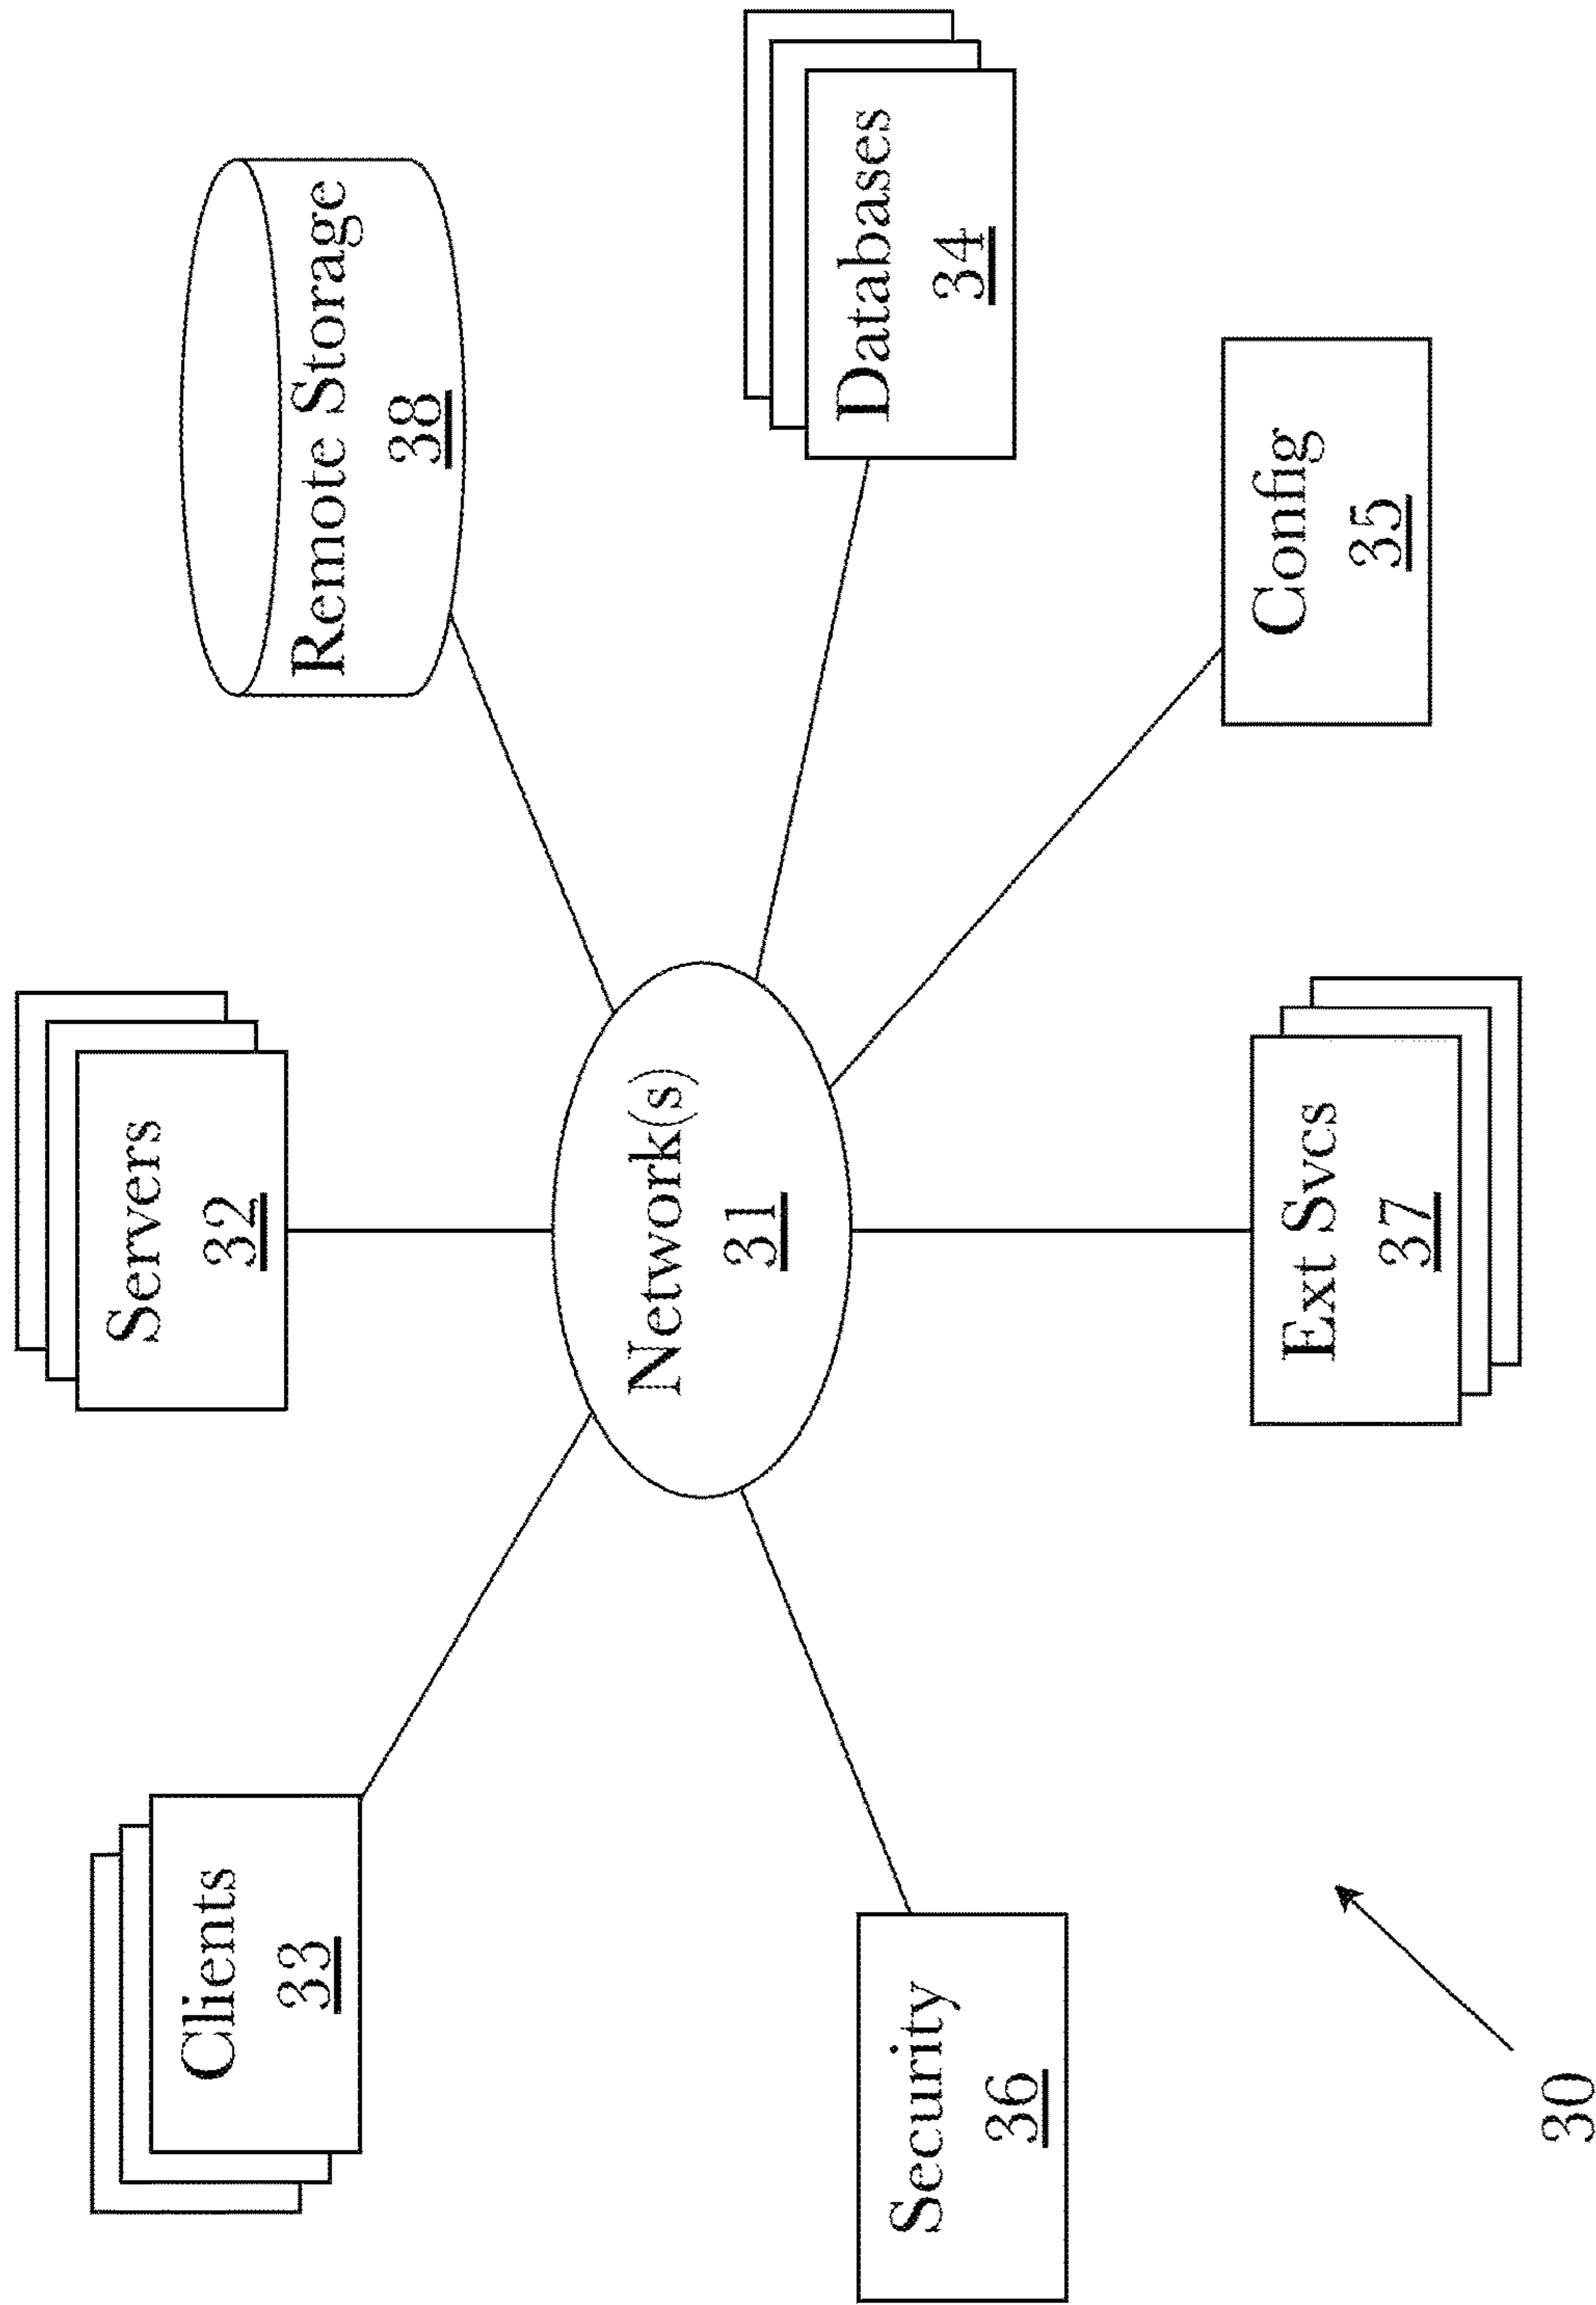 Servers
32
Clients
33
Remote Storage
38
Network(s)
31
Databases
34
Security
36
Config
35
Ext Svcs
37
30